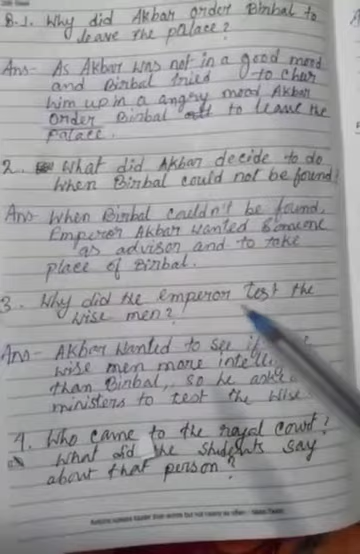 Q.1. Why did Akbar order Birbal to
leave the palace?
Ans- As Akbar was not in a good mood
and Birbal tried to cher
him up in a angry mood Akbar
Order Birbal to leave the
Palace.
2. What did Akbar decide to do
when Birbal could not be found
Ans- When Birbal couldn't be found,
Emperor Akbar wanted Someone
as advisor and to take
place of Birbal.
3. Why did the emperor test the
wise men?
Ans- Akbar wanted to see if
wise men more
than Birbal, so he
ministers to test the wise
4. Who came to the royal court?
What did the students say
about that person?